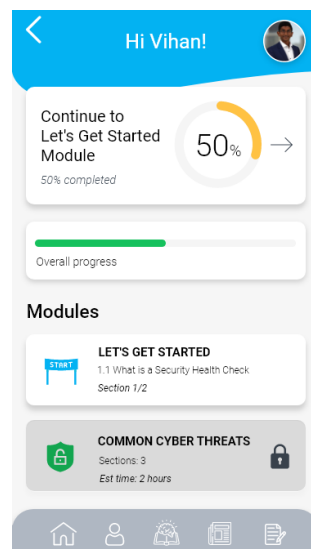 Hi Vihan!
Continue to
Let's Get Started
Module
50%
50% completed
Overall progress
Modules
START
LET'S GET STARTED
1.1 What is a Security Health Check
Section 1/2
COMMON CYBER THREATS
Sections: 3
Est time: 2 hours